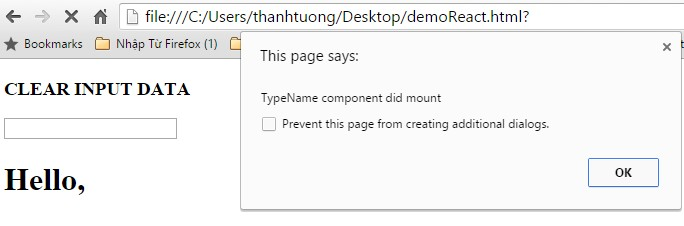 file:///C:/Users/thanhtuong/Desktop/demoReact.html?
Bookmarks Nhập Từ Firefox (1)
This page says:
CLEAR INPUT DATA
TypeName component did mount
Prevent this page from creating additional dialogs.
Hello,
OK